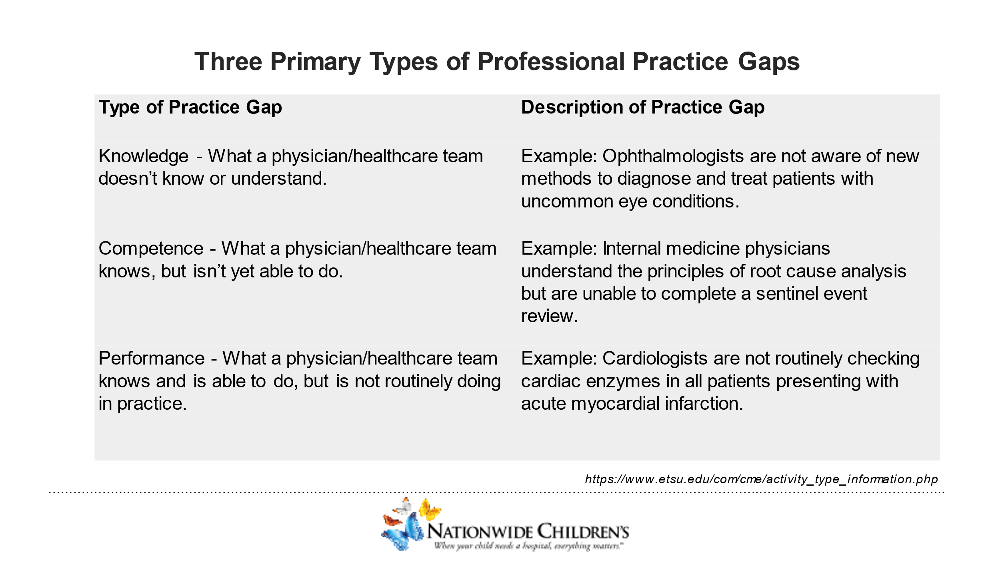 Three Primary Types of Professional Practice Gaps
Type of Practice Gap
Description of Practice Gap
Knowledge - What a physician/healthcare team
doesn’t know or understand.
Example: Ophthalmologists are not aware of new
methods to diagnose and treat patients with
uncommon eye conditions.
Competence - What a physician/healthcare team
knows, but isn’t yet able to do.
Example: Internal medicine physicians
understand the principles of root cause analysis
but are unable to complete a sentinel event
review.
Performance - What a physician/healthcare team
knows and is able to do, but is not routinely doing
in practice.
Example: Cardiologists are not routinely checking
cardiac enzymes in all patients presenting with
acute myocardial infarction.
https://www.etsu.edu/com/cme/activity_type_information.php
NATIONWIDE CHILDREN'S
When your child needs a hospital, everything matters.™